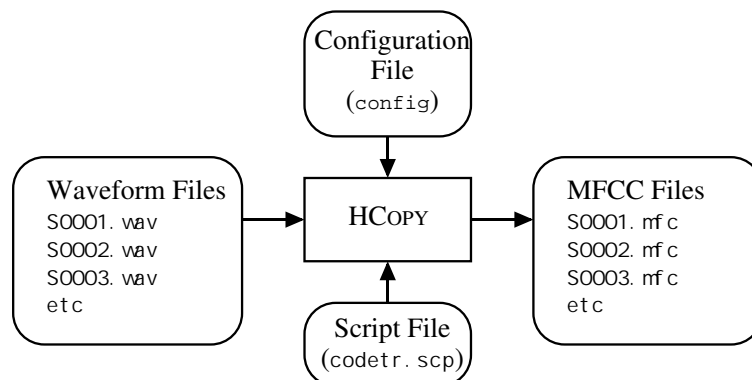 Configuration
File
(config)
Waveform Files
S0001.wav
S0002.wav
S0003.wav
etc
HCOPY
MFCC Files
S0001.mfc
S0002.mfc
S0003.mfc
etc
Script File
(codetr.scp)